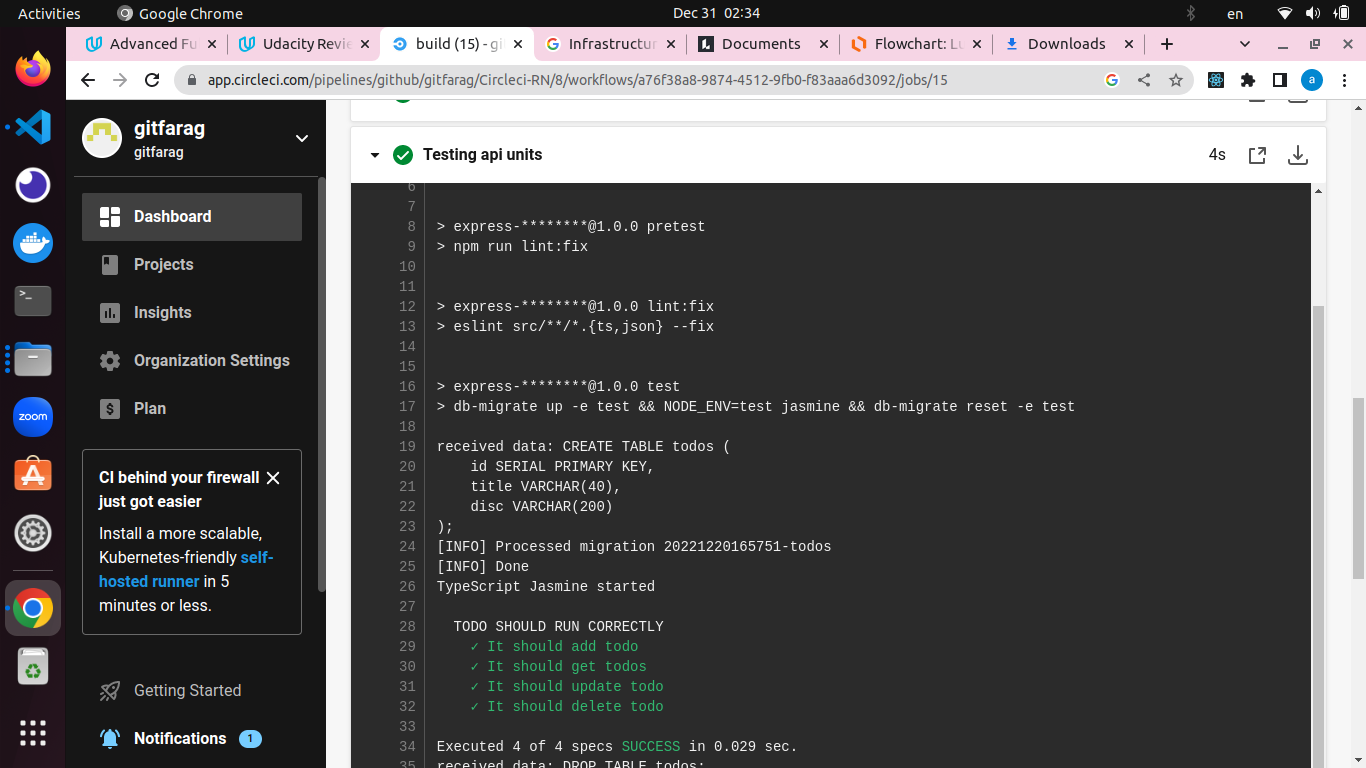 Activities
Google Chrome
Dec 31 02:34
en
Advanced Fu
Udacity Revie
build (15) - gi
Infrastructur
Documents
Flowchart: Lu
Downloads
app.circleci.com/pipelines/github/gitfarag/Circleci-RN/8/workflows/a76f38a8-9874-4512-9fb0-f83aaa6d3092/jobs/15
a
gitfarag
gitfarag
Dashboard
Projects
Insights
Organization Settings
Plan
CI behind your firewall
just got easier
Install a more scalable,
Kubernetes-friendly self-
hosted runner in 5
minutes or less.
Getting Started
Notifications 1
zoom
Testing api units
4s
6
7
8 > express-********@1.0.0 pretest
9 > npm run lint:fix
10
11
12 > express-********@1.0.0 lint:fix
13 > eslint src/**/*.{ts,json} --fix
14
15
16 > express-********@1.0.0 test
17 > db-migrate up -e test && NODE_ENV=test jasmine && db-migrate reset -e test
18
19 received data: CREATE TABLE todos (
20 id SERIAL PRIMARY KEY,
21 title VARCHAR(40),
22 disc VARCHAR(200)
23 );
24 [INFO] Processed migration 20221220165751-todos
25 [INFO] Done
26 TypeScript Jasmine started
27
28 TODO SHOULD RUN CORRECTLY
29 ✓ It should add todo
30 ✓ It should get todos
31 ✓ It should update todo
32 ✓ It should delete todo
33
34 Executed 4 of 4 specs SUCCESS in 0.029 sec.
35 received data: DROP TABLE todos;